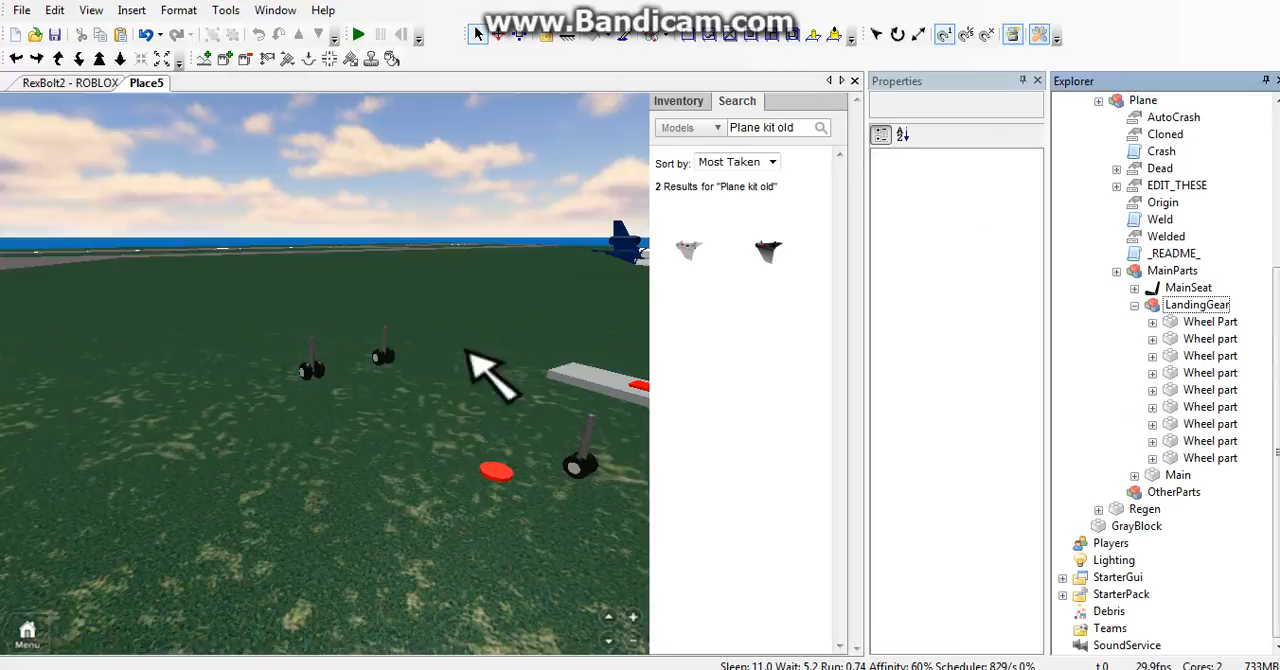 www.Bandicam.com
File Edit View Insert Format Tools Window Help
RexBolt2 - ROBLOX Place5
Inventory Search
Models Plane kit old
Sort by: Most Taken
2 Results for "Plane kit old"
Menu
Properties
Explorer
Plane
AutoCrash
Cloned
Crash
Dead
EDIT_THESE
Origin
Weld
Welded
_README_
MainParts
MainSeat
LandingGear
Wheel Part
Wheel part
Wheel part
Wheel part
Wheel part
Wheel part
Wheel part
Wheel part
Wheel part
Main
OtherParts
Regen
GrayBlock
Players
Lighting
StarterGui
StarterPack
Debris
Teams
SoundService
Sleep: 11.0 Wait: 5.2 Run: 0.74 Affinity: 60% Scheduler: 829/s 0% t 0 29.9fps Cores: 2 733MB